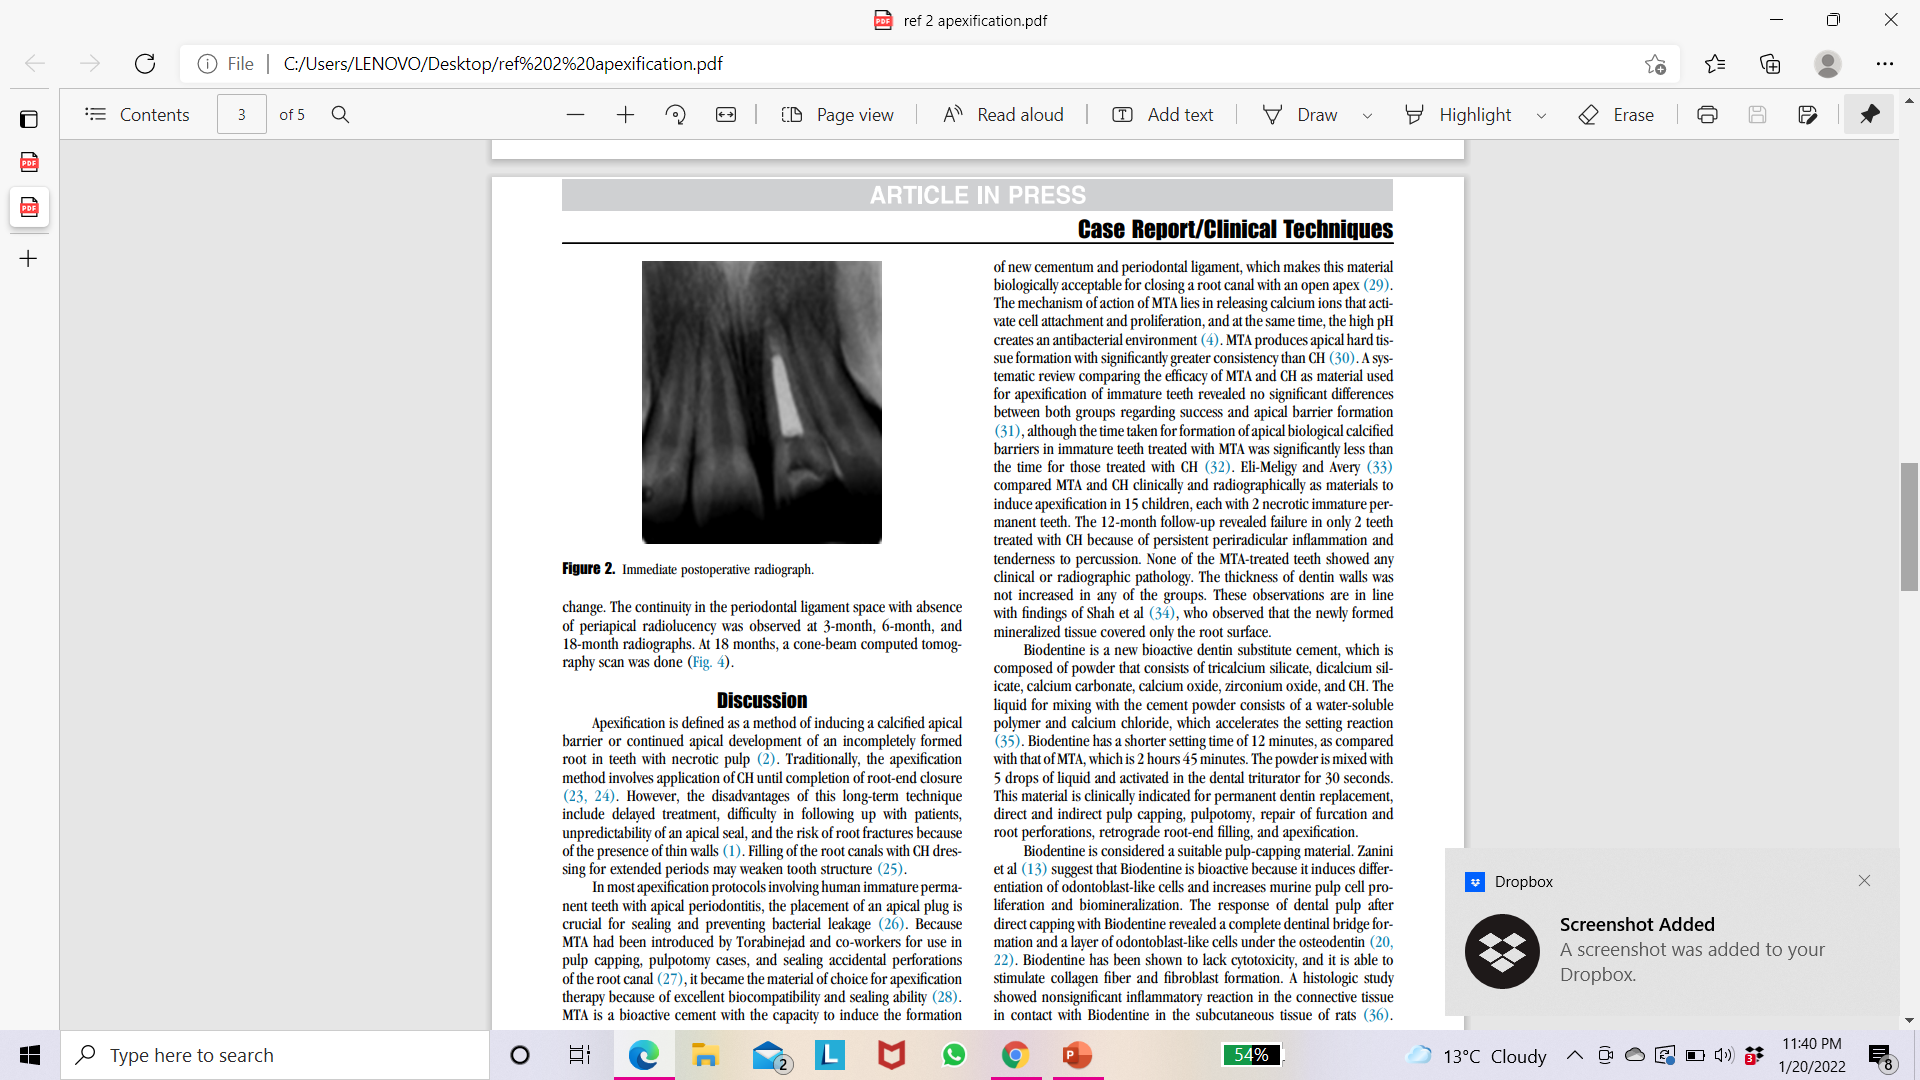 ref 2 apexification.pdf
File
C:/Users/LENOVO/Desktop/ref%202%20apexification.pdf
Contents
3
of 5
Page view
Read aloud
Add text
Draw
Highlight
Erase
ARTICLE IN PRESS
Case Report/Clinical Techniques
Figure 2. Immediate postoperative radiograph.
change. The continuity in the periodontal ligament space with absence
of periapical radiolucency was observed at 3-month, 6-month, and
18-month radiographs. At 18 months, a cone-beam computed tomog-
raphy scan was done (Fig. 4).
Discussion
Apexification is defined as a method of inducing a calcified apical
barrier or continued apical development of an incompletely formed
root in teeth with necrotic pulp (2). Traditionally, the apexification
method involves application of CH until completion of root-end closure
(23, 24). However, the disadvantages of this long-term technique
include delayed treatment, difficulty in following up with patients,
unpredictability of an apical seal, and the risk of root fractures because
of the presence of thin walls (1). Filling of the root canals with CH dres-
sing for extended periods may weaken tooth structure (25).
In most apexification protocols involving human immature perma-
nent teeth with apical periodontitis, the placement of an apical plug is
crucial for sealing and preventing bacterial leakage (26). Because
MTA had been introduced by Torabinejad and co-workers for use in
pulp capping, pulpotomy cases, and sealing accidental perforations
of the root canal (27), it became the material of choice for apexification
therapy because of excellent biocompatibility and sealing ability (28).
MTA is a bioactive cement with the capacity to induce the formation
of new cementum and periodontal ligament, which makes this material
biologically acceptable for closing a root canal with an open apex (29).
The mechanism of action of MTA lies in releasing calcium ions that acti-
vate cell attachment and proliferation, and at the same time, the high pH
creates an antibacterial environment (4). MTA produces apical hard tis-
sue formation with significantly greater consistency than CH (30). A sys-
tematic review comparing the efficacy of MTA and CH as material used
for apexification of immature teeth revealed no significant differences
between both groups regarding success and apical barrier formation
(31), although the time taken for formation of apical biological calcified
barriers in immature teeth treated with MTA was significantly less than
the time for those treated with CH (32). Eli-Meligy and Avery (33)
compared MTA and CH clinically and radiographically as materials to
induce apexification in 15 children, each with 2 necrotic immature per-
manent teeth. The 12-month follow-up revealed failure in only 2 teeth
treated with CH because of persistent periradicular inflammation and
tenderness to percussion. None of the MTA-treated teeth showed any
clinical or radiographic pathology. The thickness of dentin walls was
not increased in any of the groups. These observations are in line
with findings of Shah et al (34), who observed that the newly formed
mineralized tissue covered only the root surface.
Biodentine is a new bioactive dentin substitute cement, which is
composed of powder that consists of tricalcium silicate, dicalcium sil-
icate, calcium carbonate, calcium oxide, zirconium oxide, and CH. The
liquid for mixing with the cement powder consists of a water-soluble
polymer and calcium chloride, which accelerates the setting reaction
(35). Biodentine has a shorter setting time of 12 minutes, as compared
with that of MTA, which is 2 hours 45 minutes. The powder is mixed with
5 drops of liquid and activated in the dental triturator for 30 seconds.
This material is clinically indicated for permanent dentin replacement,
direct and indirect pulp capping, pulpotomy, repair of furcation and
root perforations, retrograde root-end filling, and apexification.
Biodentine is considered a suitable pulp-capping material. Zanini
et al (13) suggest that Biodentine is bioactive because it induces differ-
entiation of odontoblast-like cells and increases murine pulp cell pro-
liferation and biomineralization. The response of dental pulp after
direct capping with Biodentine revealed a complete dentinal bridge for-
mation and a layer of odontoblast-like cells under the osteodentin (20,
22). Biodentine has been shown to lack cytotoxicity, and it is able to
stimulate collagen fiber and fibroblast formation. A histologic study
showed nonsignificant inflammatory reaction in the connective tissue
in contact with Biodentine in the subcutaneous tissue of rats (36).
Dropbox
Screenshot Added
A screenshot was added to your
Dropbox.
Type here to search
2
L
P
54%
13°C Cloudy
3
11:40 PM
1/20/2022
8